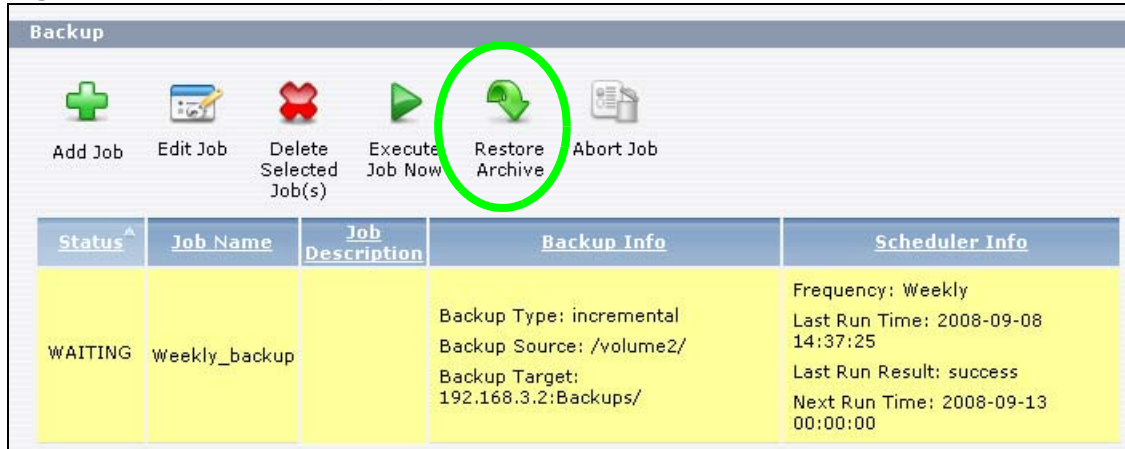 Backup
Add Job
Edit Job
Delete
Selected
Job(s)
Execute
Job Now
Restore
Archive
Abort Job
Status
Job Name
Job
Description
Backup Info
Scheduler Info
WAITING
Weekly_backup
Backup Type: incremental
Backup Source: /volume2/
Backup Target:
192.168.3.2:Backups/
Frequency: Weekly
Last Run Time: 2008-09-08
14:37:25
Last Run Result: success
Next Run Time: 2008-09-13
00:00:00